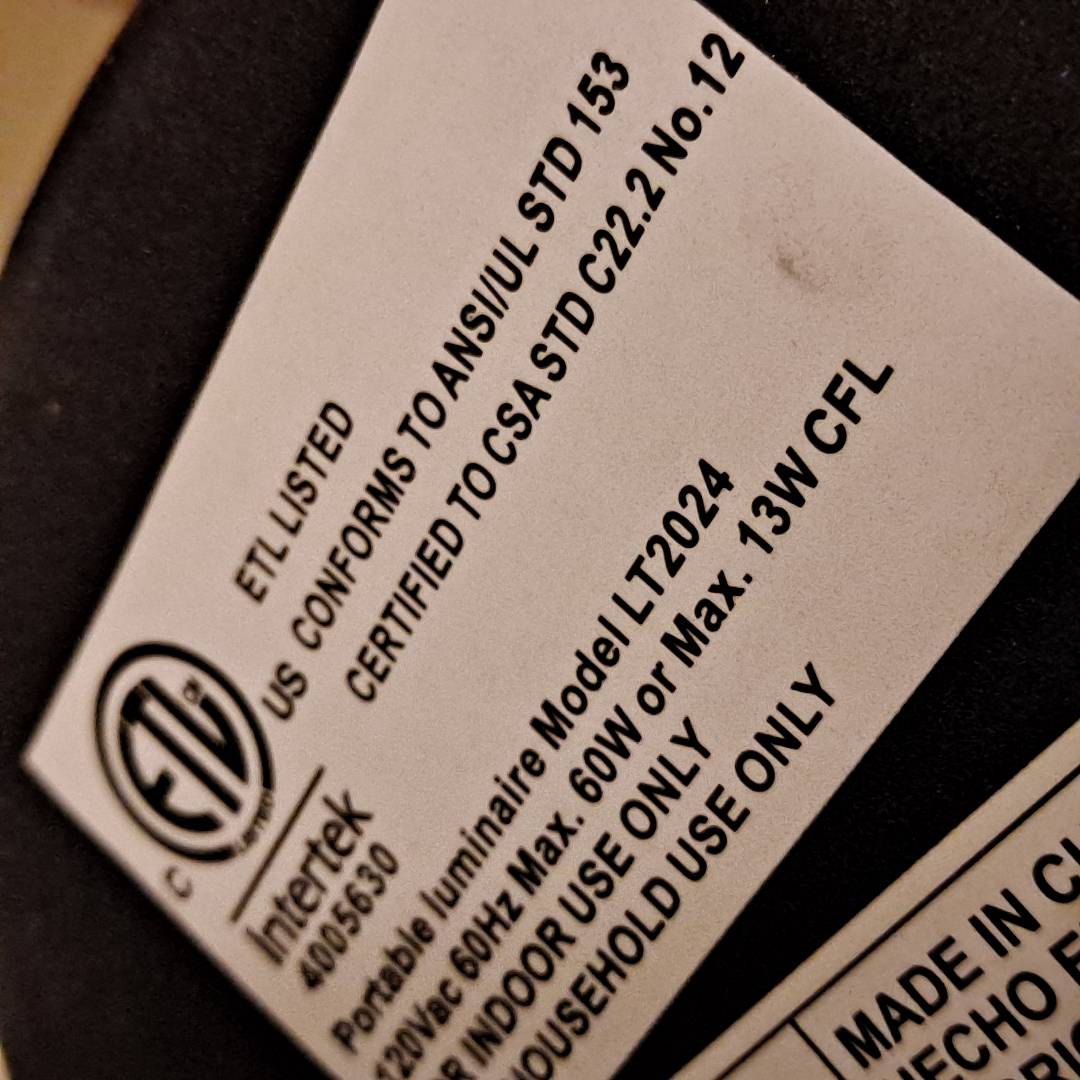 ETL LISTED
US CONFORMS TO ANSI/UL STD 153
CERTIFIED TO CSA STD C22.2 No.12
ETL
C
Intertek
4005630
Portable luminaire Model LT2024
120Vac 60Hz Max. 60W or Max. 13W CFL
INDOOR USE ONLY
HOUSEHOLD USE ONLY
MADE IN
HECHO